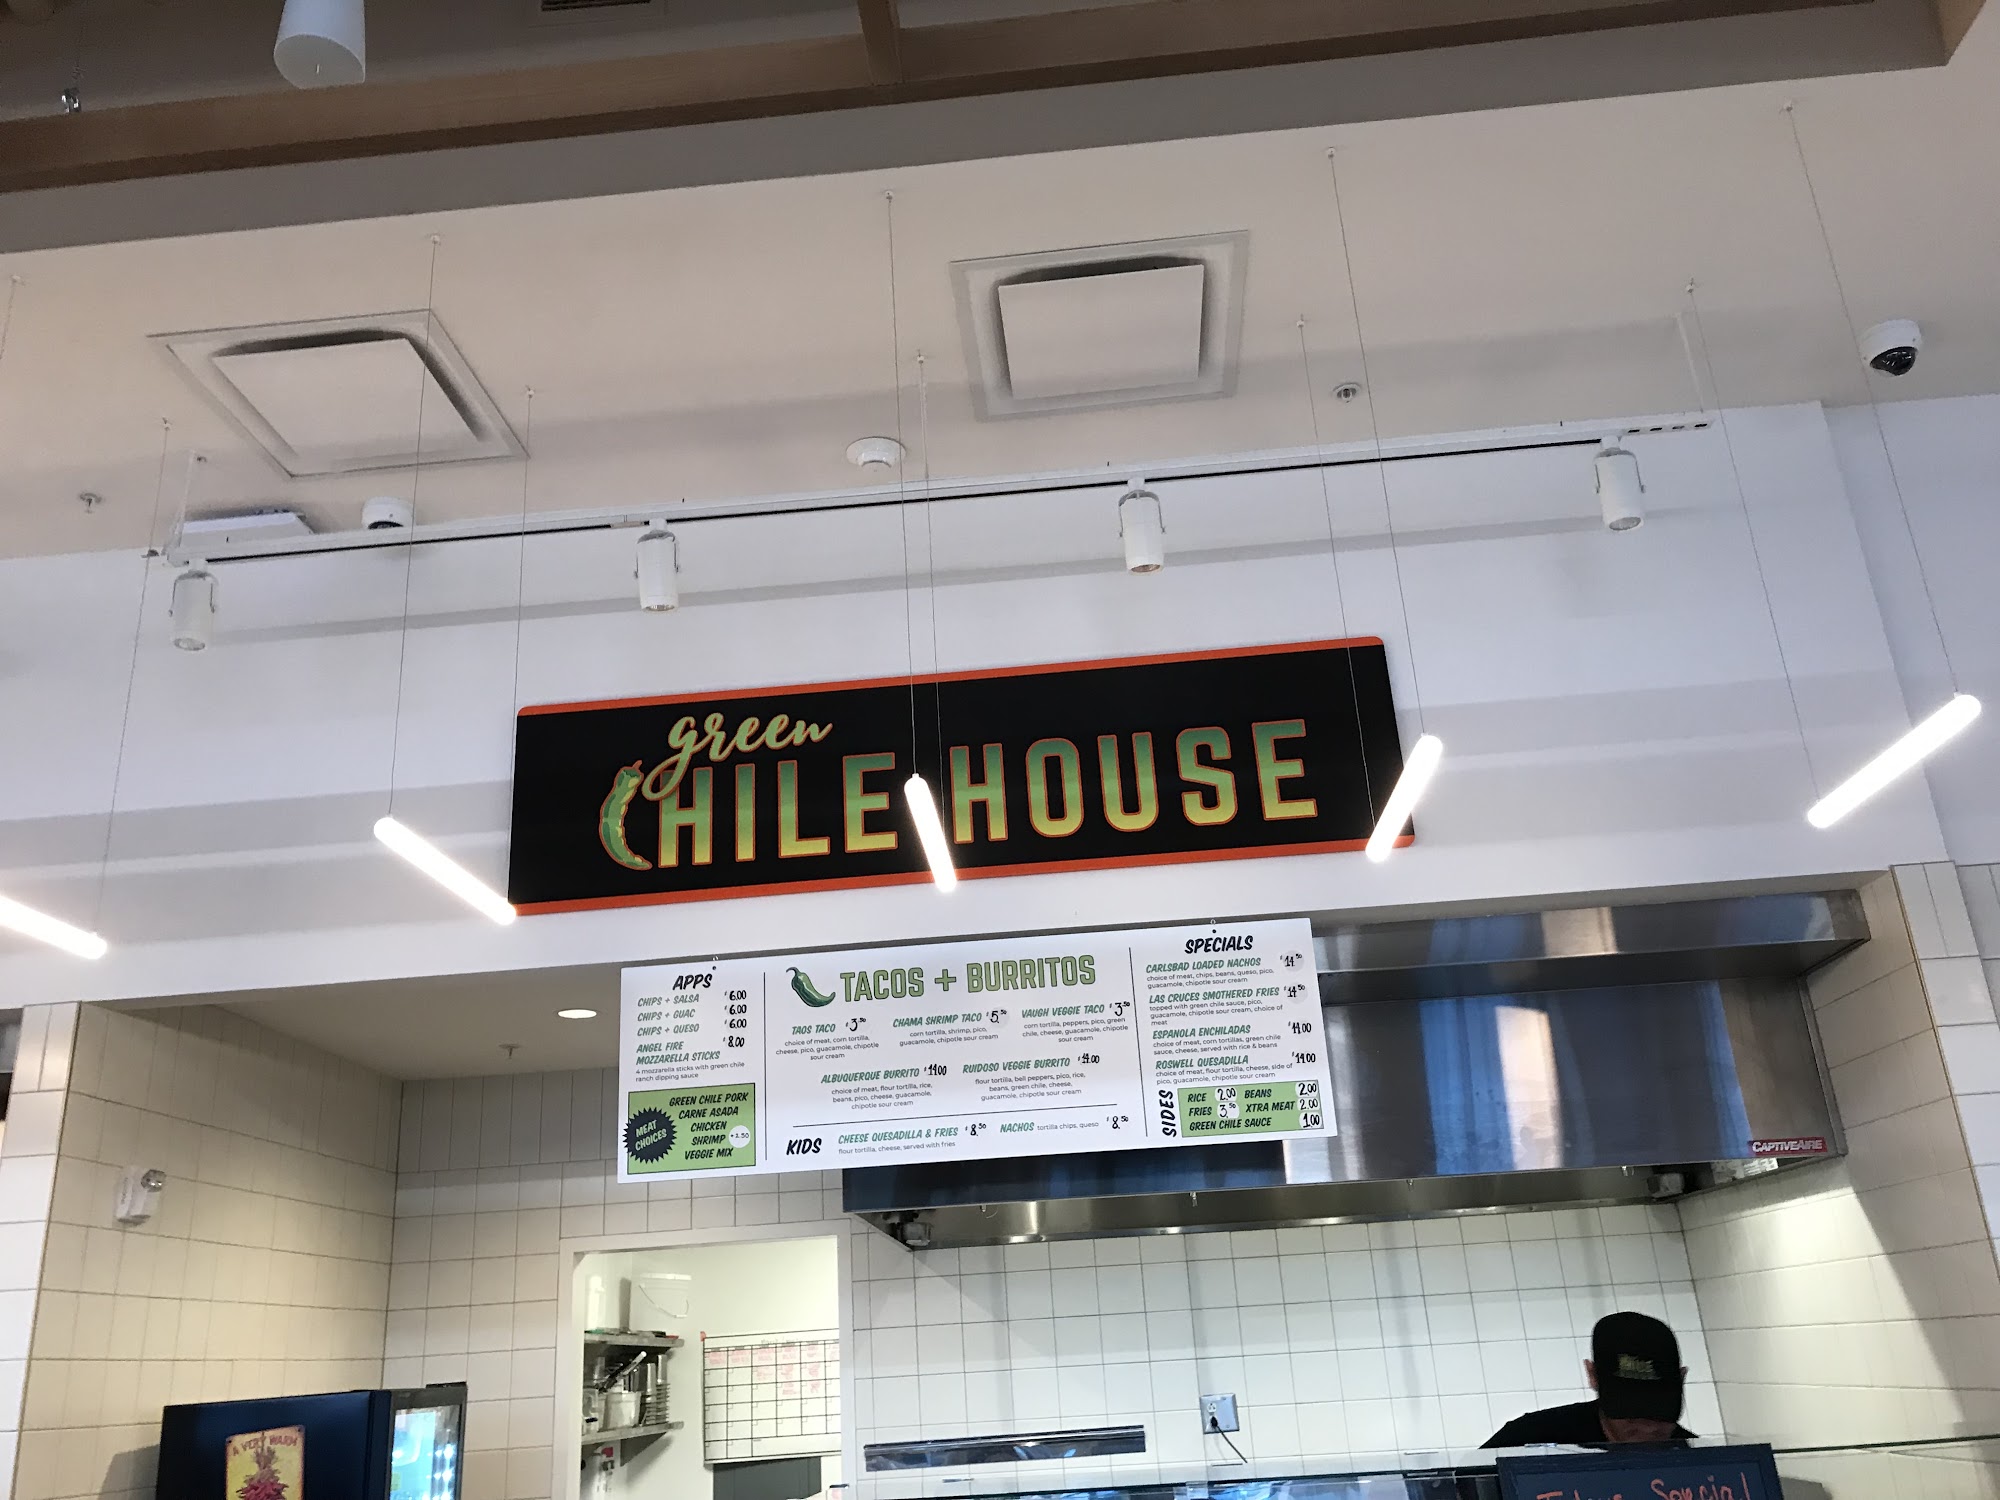 green
CHILE HOUSE
APPS
CHIPS + SALSA $6.00
CHIPS + GUAC $6.00
CHIPS + QUESO $6.00
ANGEL FIRE $8.00
MOZZARELLA STICKS
4 mozzarella sticks with green chile
ranch dipping sauce
MEAT
CHOICES
GREEN CHILE PORK
CARNE ASADA
CHICKEN
SHRIMP
VEGGIE MIX
TACOS + BURRITOS
TAOS TACO $3.50
choice of meat, corn tortilla,
cheese, pico, guacamole, chipotle
sour cream
CHAMA SHRIMP TACO $5.50
corn tortilla, shrimp, pico,
guacamole, chipotle sour cream
VAUGH VEGGIE TACO $3.50
corn tortilla, peppers, pico, green
chile, cheese, guacamole, chipotle
sour cream
ALBUQUERQUE BURRITO $14.00
choice of meat, flour tortilla, rice,
beans, pico, cheese, guacamole,
chipotle sour cream
RUIDOSO VEGGIE BURRITO $14.00
flour tortilla, bell peppers, pico, rice,
beans, green chile, cheese,
guacamole, chipotle sour cream
KIDS
CHEESE QUESADILLA & FRIES $8.50
flour tortilla, cheese, served with fries
NACHOS tortilla chips, queso $8.50
SPECIALS
CARLSBAD LOADED NACHOS $14.50
choice of meat, chips, beans, queso, pico,
guacamole, chipotle sour cream
LAS CRUCES SMOTHERED FRIES $14.50
topped with green chile sauce, pico,
guacamole, chipotle sour cream, choice of
meat
ESPANOLA ENCHILADAS $14.00
choice of meat, corn tortillas, green chile
sauce, cheese, served with rice & beans
ROSWELL QUESADILLA $14.00
choice of meat, flour tortilla, cheese, side of
pico, guacamole, chipotle sour cream
SIDES
RICE 2.00 BEANS 2.00
FRIES 3.50 XTRA MEAT 2.00
GREEN CHILE SAUCE 1.00
CAPTIVEAIRE
A VERY WARM
Special